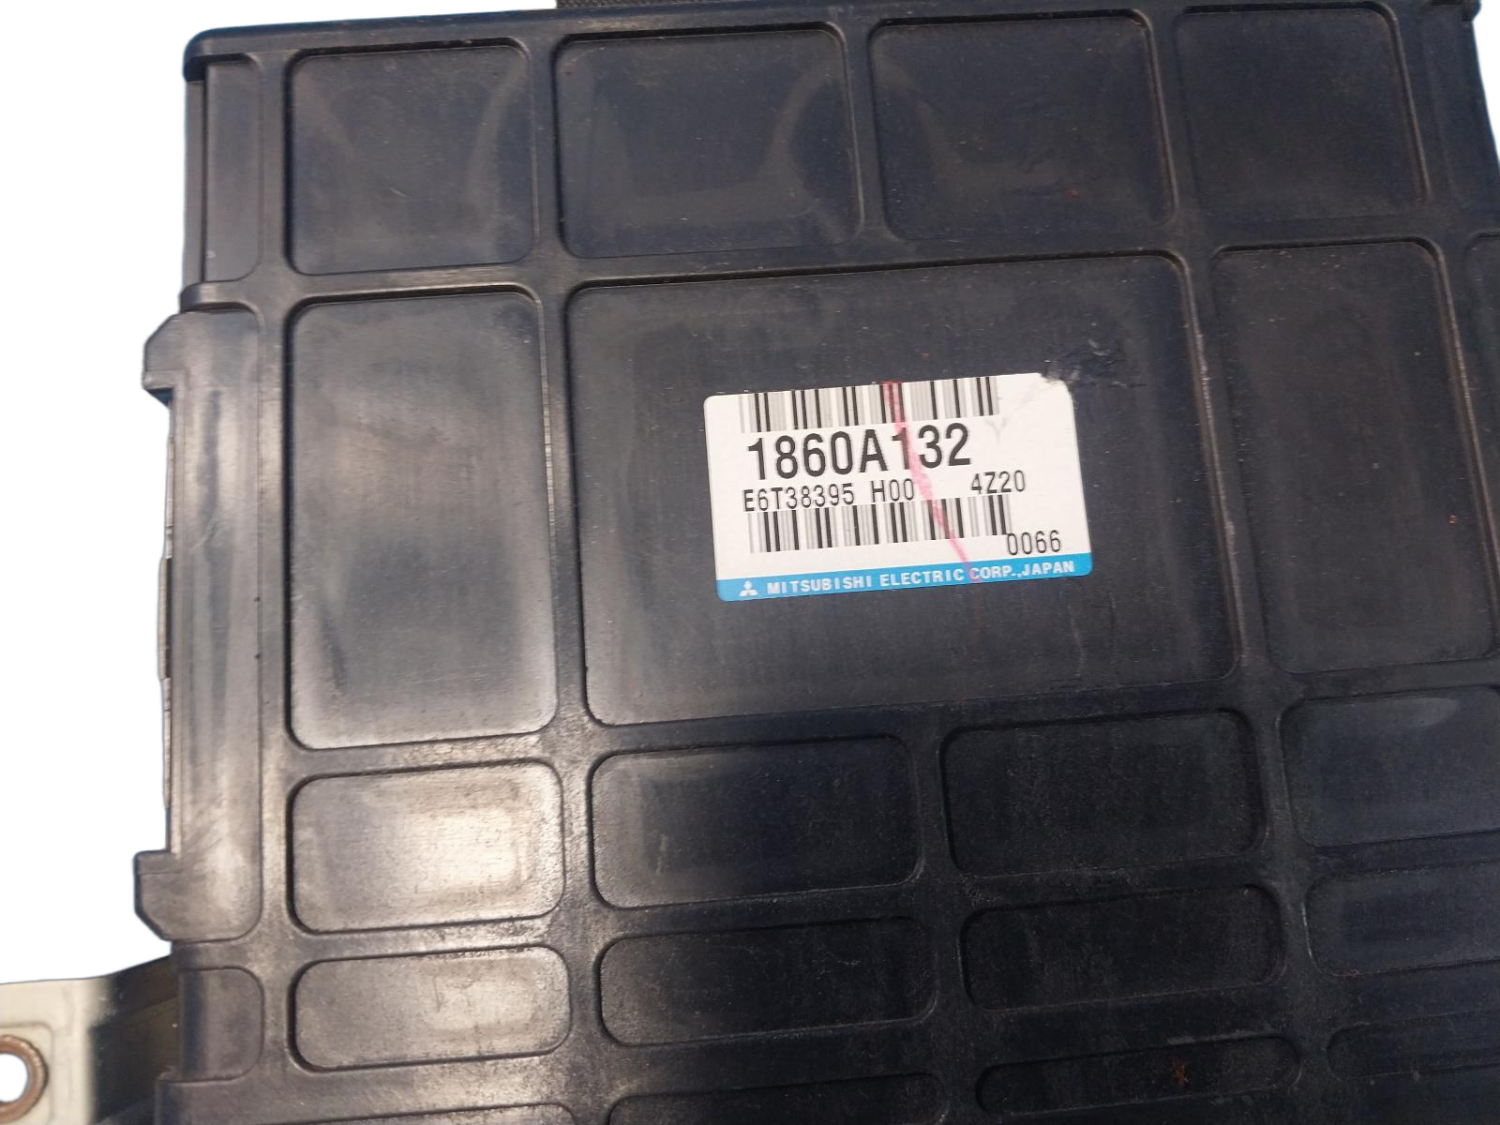 1860A132
E6T38395 H00 4Z20
0066
MITSUBISHI ELECTRIC CORP.,JAPAN